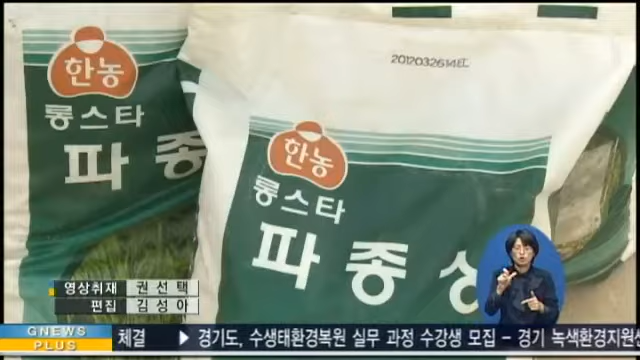 한농
롱스타
파 종
2012032614EL
한농
롱스타
파 종 상
영상취재 권선택
편집 김성아
GNEWS PLUS
체결 ▶ 경기도, 수생태환경복원 실무 과정 수강생 모집 - 경기 녹색환경지원센